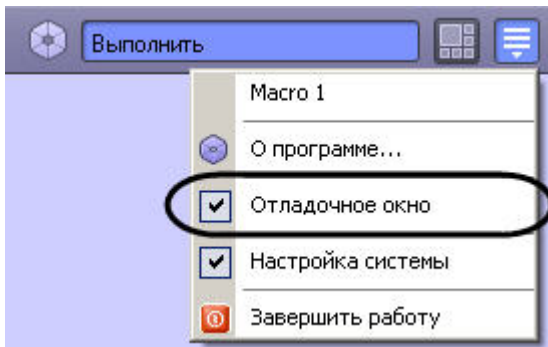 Выполнить
Macro 1
О программе...
Отладочное окно
Настройка системы
Завершить работу